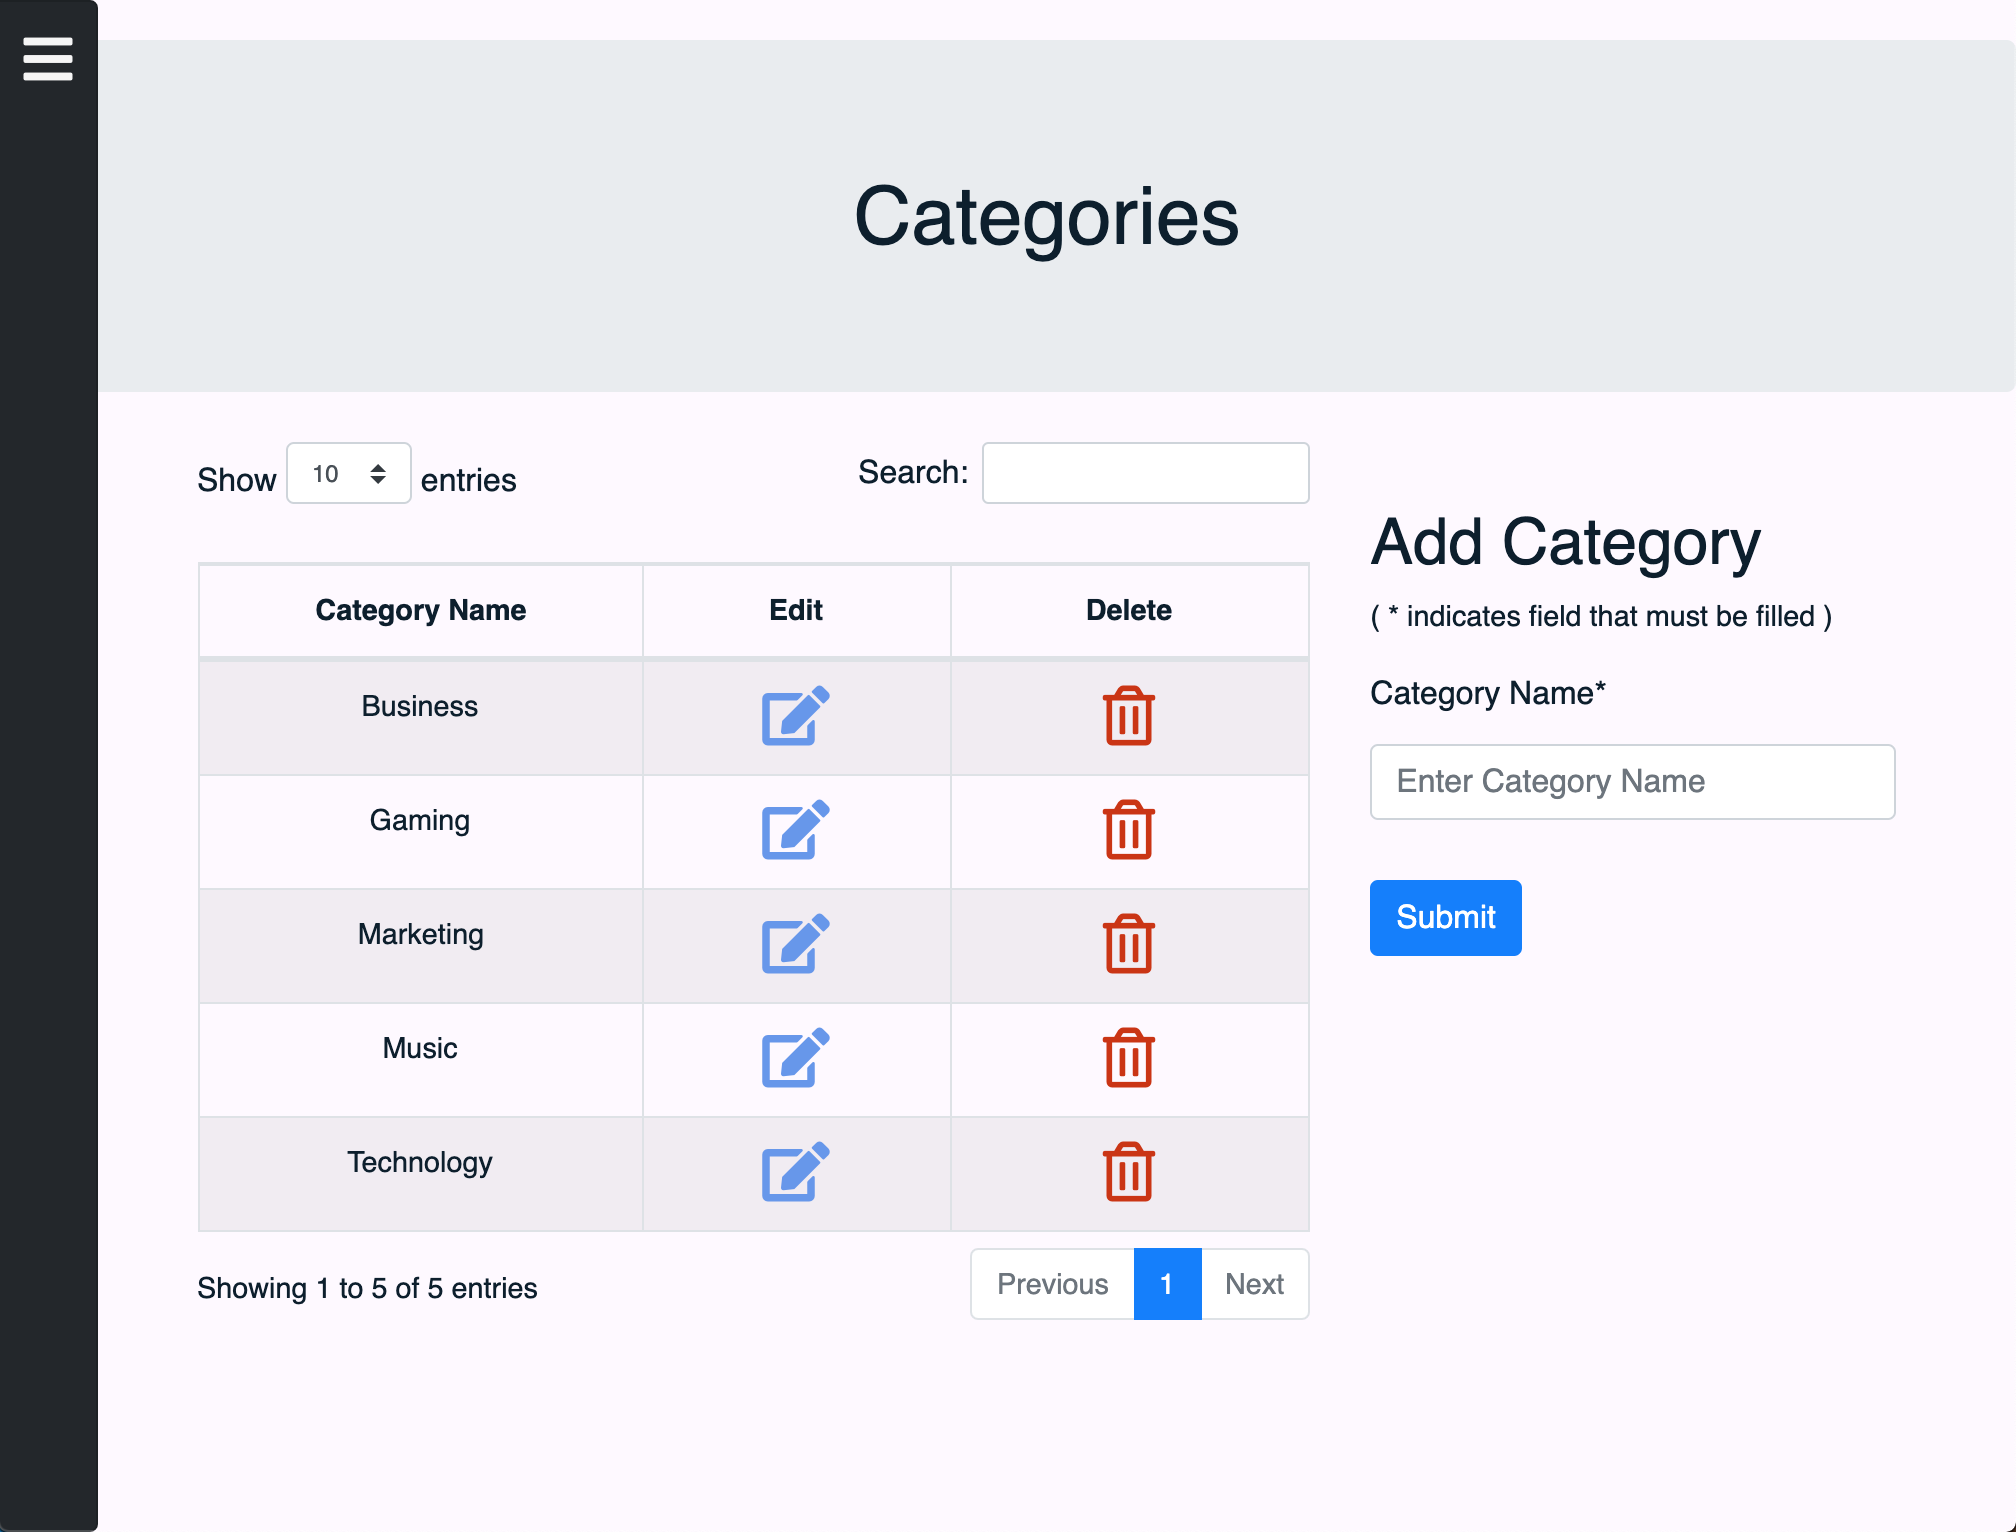 Categories
Show 10 entries
Search:
Category Name Edit Delete
Business
Gaming
Marketing
Music
Technology
Showing 1 to 5 of 5 entries
Previous 1 Next
Add Category
( * indicates field that must be filled )
Category Name*
Enter Category Name
Submit